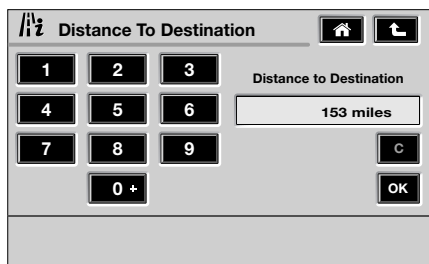 i Distance To Destination
1 2 3 Distance to Destination
4 5 6 153 miles
7 8 9 C
0 + OK